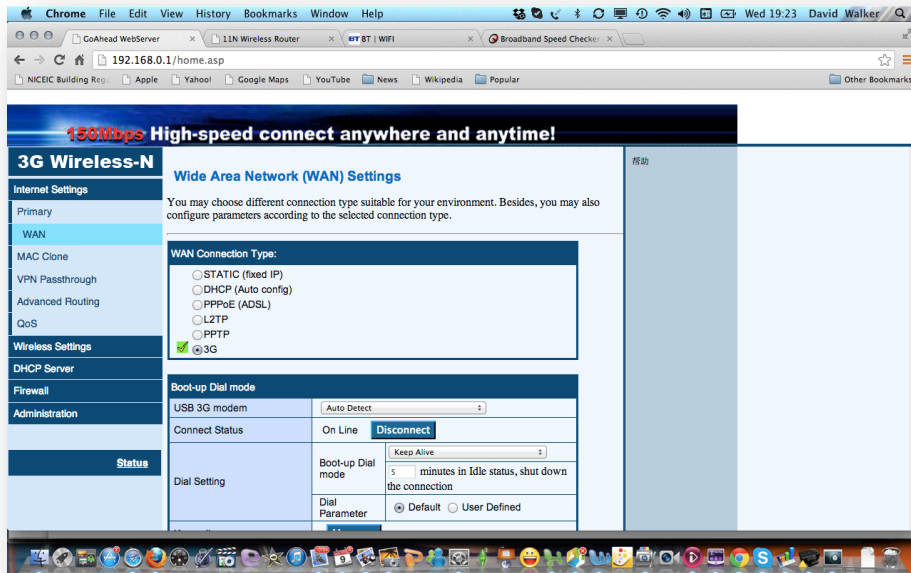 Chrome File Edit View History Bookmarks Window Help Wed 19:23 David Walker
GoAhead WebServer × 11N Wireless Router × BT BT | WIFI × Broadband Speed Checker ×
192.168.0.1/home.asp
NICEIC Building Reg Apple Yahoo! Google Maps YouTube News Wikipedia Popular Other Bookmarks
150Mbps High-speed connect anywhere and anytime!
3G Wireless-N
Internet Settings
Primary
WAN
MAC Clone
VPN Passthrough
Advanced Routing
QoS
Wireless Settings
DHCP Server
Firewall
Administration
Status
Wide Area Network (WAN) Settings
You may choose different connection type suitable for your environment. Besides, you may also
configure parameters according to the selected connection type.
WAN Connection Type:
STATIC (fixed IP)
DHCP (Auto config)
PPPoE (ADSL)
L2TP
PPTP
3G
Boot-up Dial mode
USB 3G modem Auto Detect
Connect Status On Line Disconnect
Dial Setting
Boot-up Dial
mode
Keep Alive
5 minutes in Idle status, shut down
the connection
Dial
Parameter
Default User Defined
帮助